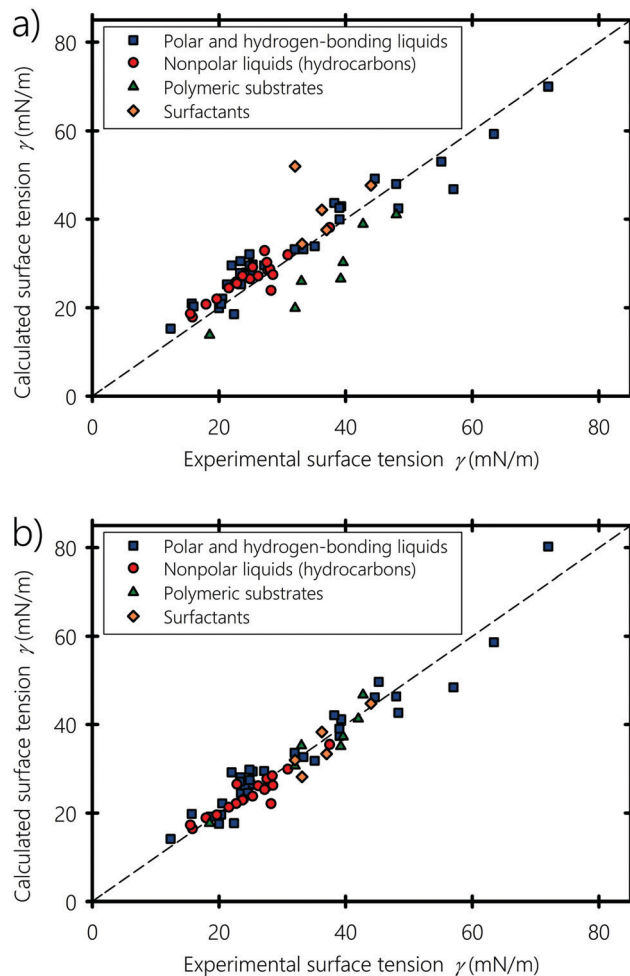 a)
80
60
40
20
0
Calculated surface tension γ (mN/m)
Polar and hydrogen-bonding liquids
Nonpolar liquids (hydrocarbons)
Polymeric substrates
Surfactants
0 20 40 60 80
Experimental surface tension γ (mN/m)
b)
80
60
40
20
0
Calculated surface tension γ (mN/m)
Polar and hydrogen-bonding liquids
Nonpolar liquids (hydrocarbons)
Polymeric substrates
Surfactants
0 20 40 60 80
Experimental surface tension γ (mN/m)